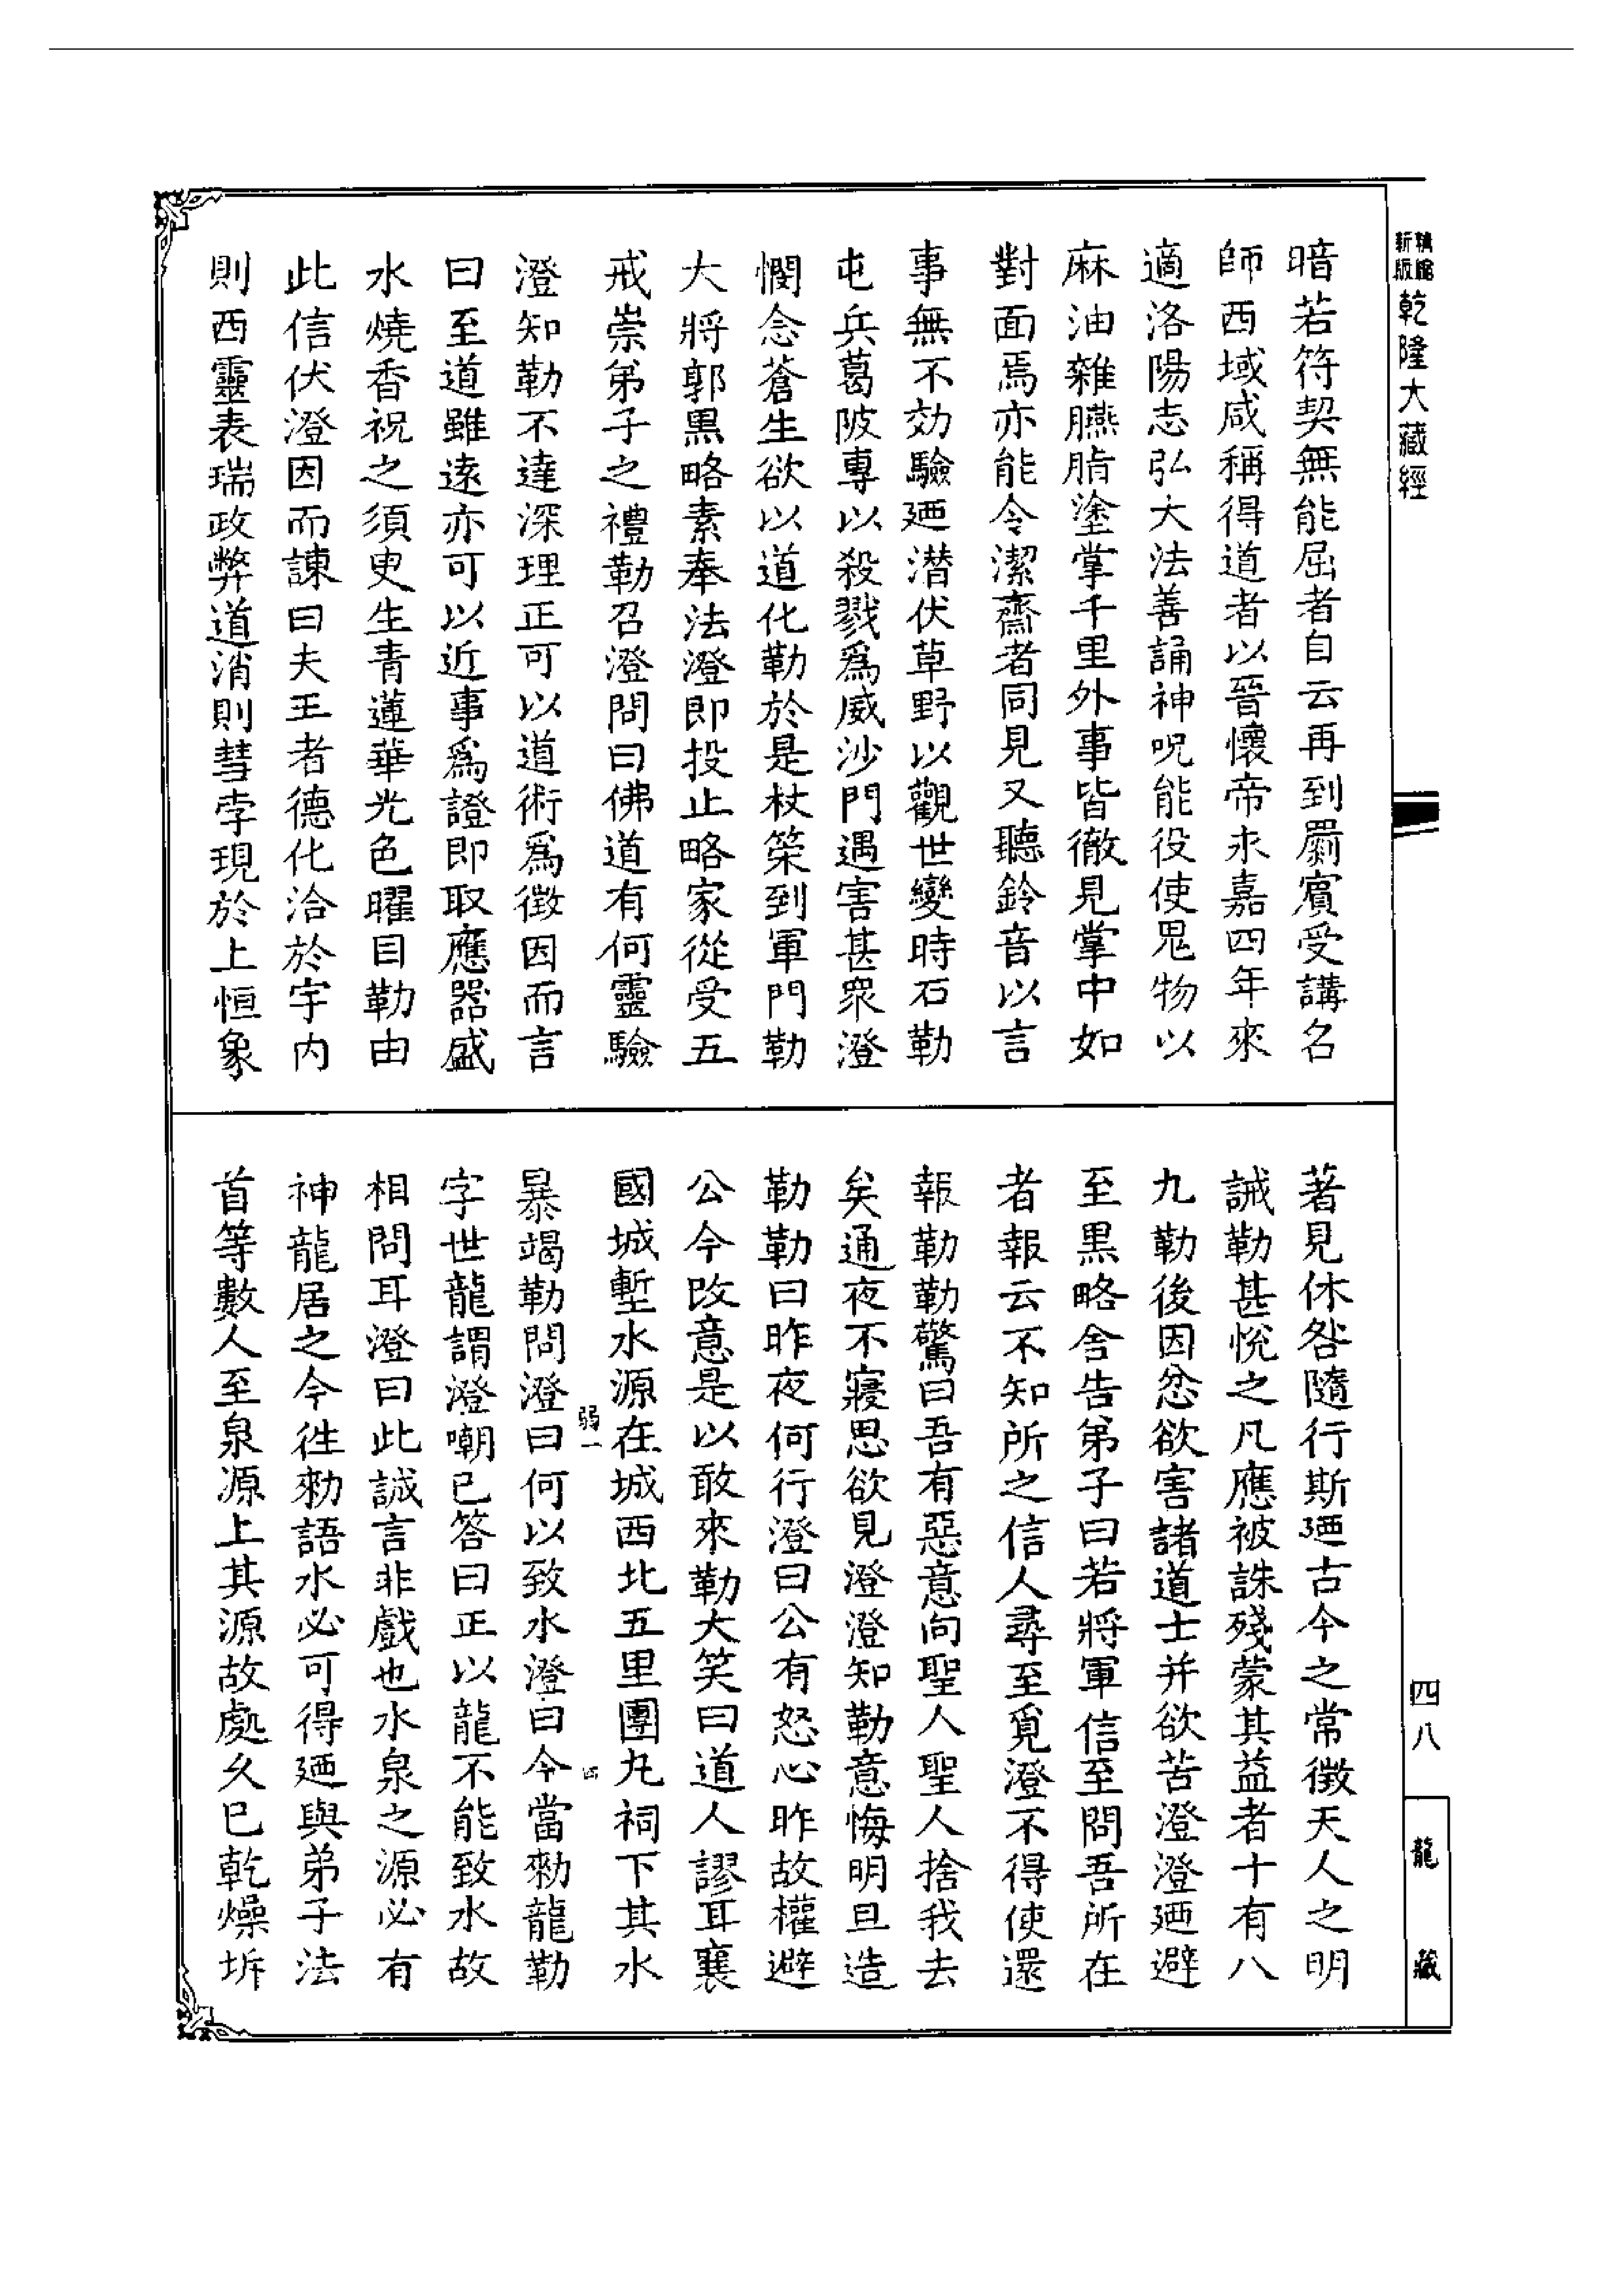 新版
精縮
乾隆大藏經
暗若符契無能屈者自云再到罽賓受講名
師西域咸稱得道者以晉懷帝永嘉四年來
適洛陽志弘大法善誦神呪能役使鬼物以
麻油雜臙脂塗掌千里外事皆徹見掌中如
對面焉亦能令潔齋者同見又聽鈴音以言
事無不効驗廼潛伏草野以觀世變時石勒
屯兵葛陂專以殺戮爲威沙門遇害甚衆澄
憫念蒼生欲以道化勒於是杖策到軍門勒
大將郭黑略素奉法澄即投止略家從受五
戒崇弟子之禮勒召澄問曰佛道有何靈驗
澄知勒不達深理正可以道術爲徵因而言
曰至道雖遠亦可以近事爲證即取應器盛
水燒香祝之須臾生青蓮華光色曜目勒由
此信伏澄因而諫曰夫王者德化洽於宇內
則四靈表瑞政弊道消則彗孛現於上恒象
著見休咎隨行斯廼古今之常徵天人之明
誡勒甚悅之凡應被誅殘蒙其益者十有八
九勒後因忿欲害諸道士并欲苦澄澄廼避
至黑略舍告弟子曰若將軍信至問吾所在
者報云不知所之信人尋至覓澄不得使還
報勒勒驚曰吾有惡意向聖人聖人捨我去
矣通夜不寢思欲見澄澄知勒意悔明旦造
勒勒曰昨夜何行澄曰公有怒心昨故權避
公今改意是以敢來勒大笑曰道人謬耳襄
國城塹水源在城西北五里團丸祠下其水
弱一
四
暴竭勒問澄曰何以致水澄曰今當勑龍勒
字世龍謂澄嘲已答曰正以龍不能致水故
相問耳澄曰此誠言非戲也水泉之源必有
神龍居之今往勑語水必可得廼與弟子法
首等數人至泉源上其源故處久已乾燥坼
四八
龍藏